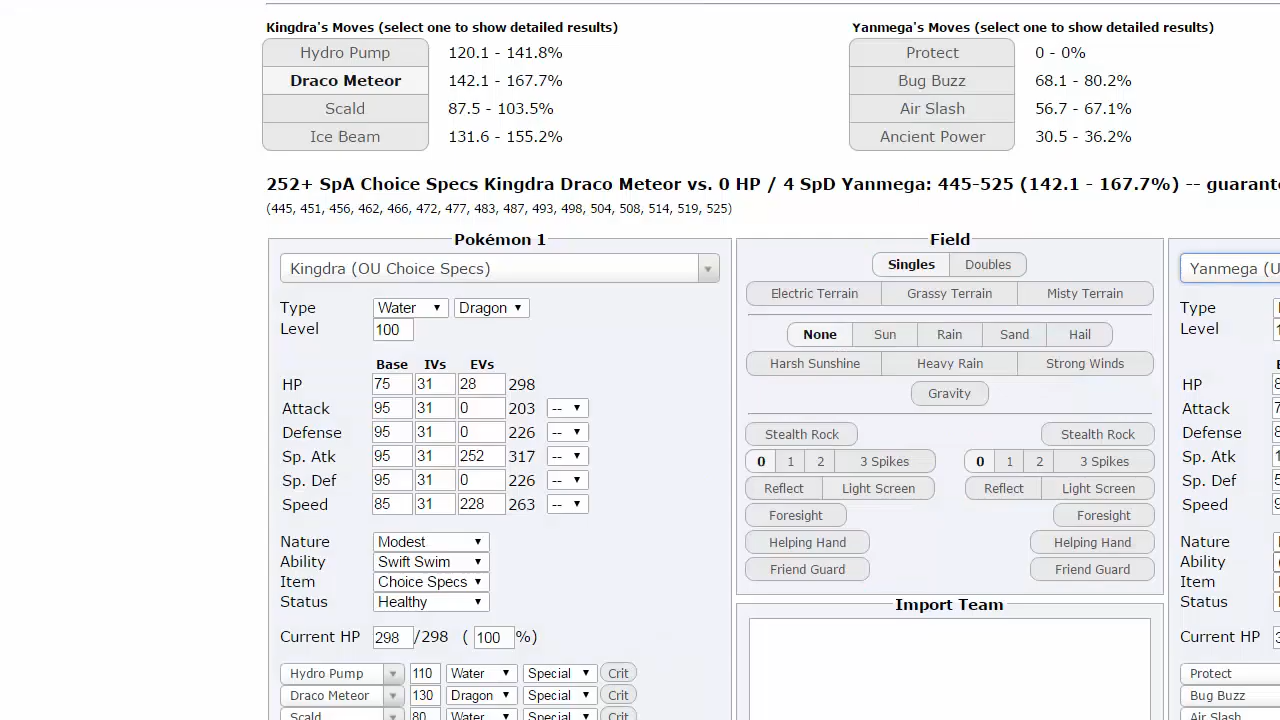 Kingdra's Moves (select one to show detailed results)
Yanmega's Moves (select one to show detailed results)
Hydro Pump 120.1 - 141.8%
Protect 0 - 0%
Draco Meteor 142.1 - 167.7%
Bug Buzz 68.1 - 80.2%
Scald 87.5 - 103.5%
Air Slash 56.7 - 67.1%
Ice Beam 131.6 - 155.2%
Ancient Power 30.5 - 36.2%
252+ SpA Choice Specs Kingdra Draco Meteor vs. 0 HP / 4 SpD Yanmega: 445-525 (142.1 - 167.7%) -- guarante
(445, 451, 456, 462, 466, 472, 477, 483, 487, 493, 498, 504, 508, 514, 519, 525)
Pokémon 1
Kingdra (OU Choice Specs)
Type Water Dragon
Level 100
Base IVs EVs
HP 75 31 28 298
Attack 95 31 0 203 --
Defense 95 31 0 226 --
Sp. Atk 95 31 252 317 --
Sp. Def 95 31 0 226 --
Speed 85 31 228 263 --
Nature Modest
Ability Swift Swim
Item Choice Specs
Status Healthy
Current HP 298 /298 ( 100 %)
Hydro Pump 110 Water Special Crit
Draco Meteor 130 Dragon Special Crit
Scald 80 Water Special Crit
Field
Singles Doubles
Electric Terrain Grassy Terrain Misty Terrain
None Sun Rain Sand Hail
Harsh Sunshine Heavy Rain Strong Winds
Gravity
Stealth Rock Stealth Rock
0 1 2 3 Spikes 0 1 2 3 Spikes
Reflect Light Screen Reflect Light Screen
Foresight Foresight
Helping Hand Helping Hand
Friend Guard Friend Guard
Import Team
Yanmega (U
Type
Level
HP
Attack
Defense
Sp. Atk
Sp. Def
Speed
Nature
Ability
Item
Status
Current HP
Protect
Bug Buzz
Air Slash